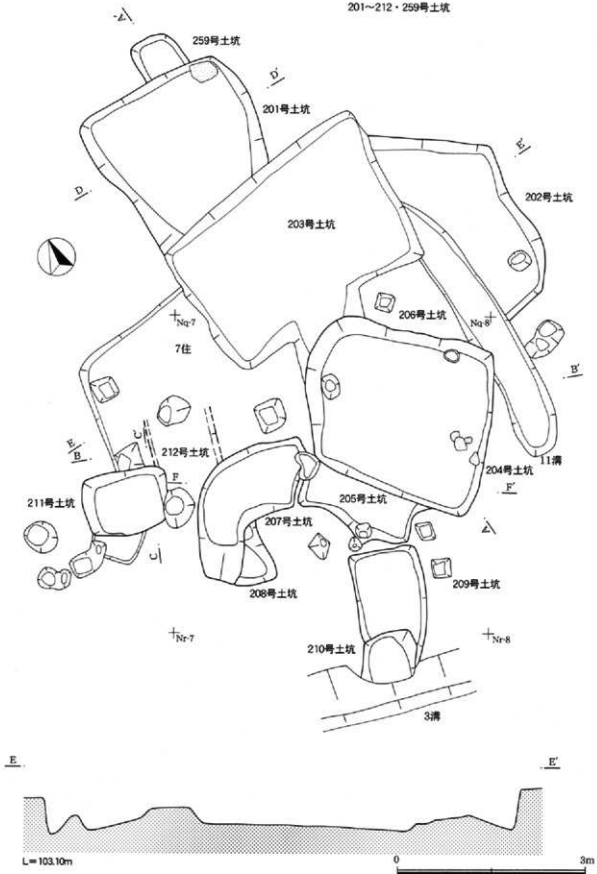 201～212・259号土坑
A
259号土坑
D'
201号土坑
E'
D
202号土坑
203号土坑
206号土坑
Nq-7
Nq-8
7住
B'
C'
E
B
212号土坑
204号土坑
11溝
F
F'
211号土坑
205号土坑
207号土坑
A'
C
209号土坑
208号土坑
Nr-7
Nr-8
210号土坑
3溝
E
E'
L=103.10m
0
3m